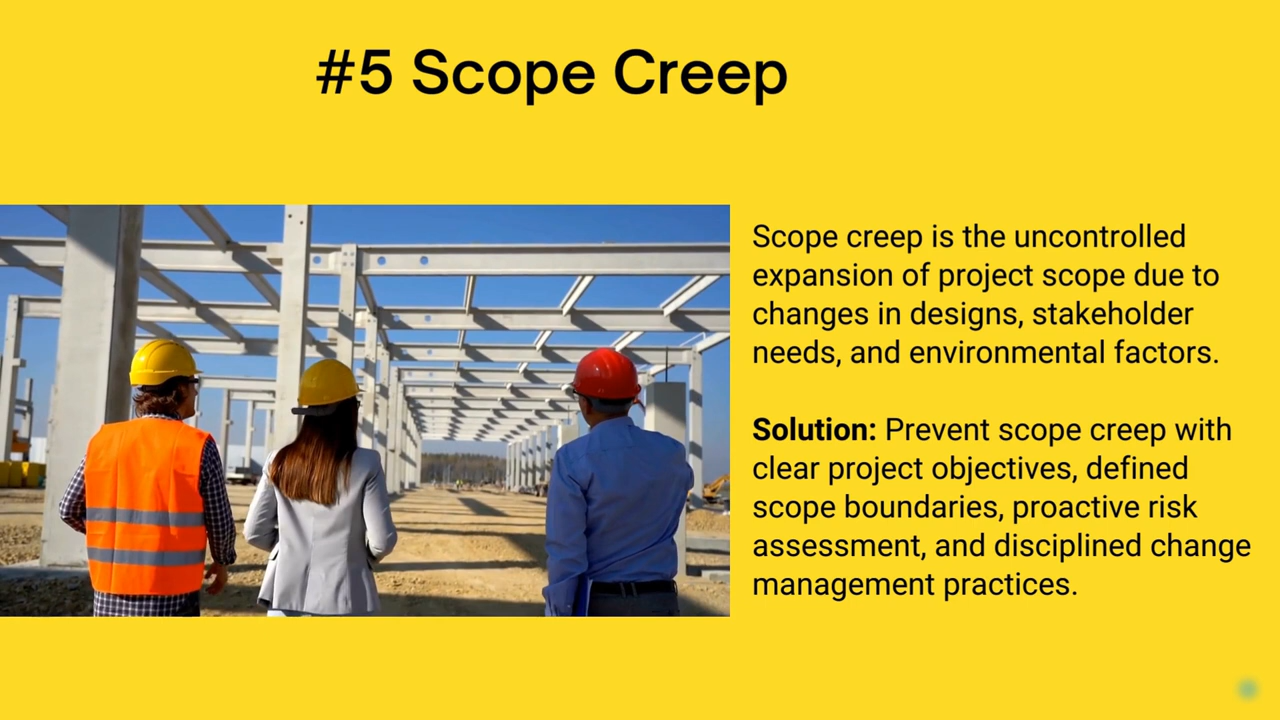 #5 Scope Creep
Scope creep is the uncontrolled
expansion of project scope due to
changes in designs, stakeholder
needs, and environmental factors.
Solution: Prevent scope creep with
clear project objectives, defined
scope boundaries, proactive risk
assessment, and disciplined change
management practices.